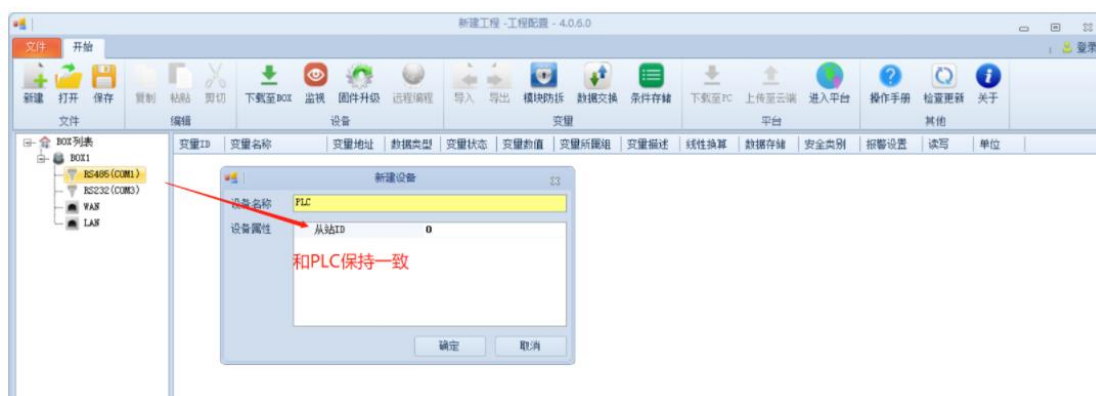 新建工程 -工程配置 - 4.0.6.0
文件 开始 登录
新建 打开 保存 复制 粘贴 剪切 下载至BOX 监视 固件升级 远程编程 导入 导出 模块防拆 数据交换 条件存储 下载至PC 上传至云端 进入平台 操作手册 检查更新 关于
文件 编辑 设备 变量 平台 其他
BOX列表
BOX1
RS485(COM1)
RS232(COM3)
WAN
LAN
变量ID 变量名称 变量地址 数据类型 变量状态 变量数值 变量所属组 变量描述 线性换算 数据存储 安全类别 报警设置 读写 单位
新建设备
设备名称 PLC
设备属性 从站ID 0
和PLC保持一致
确定 取消